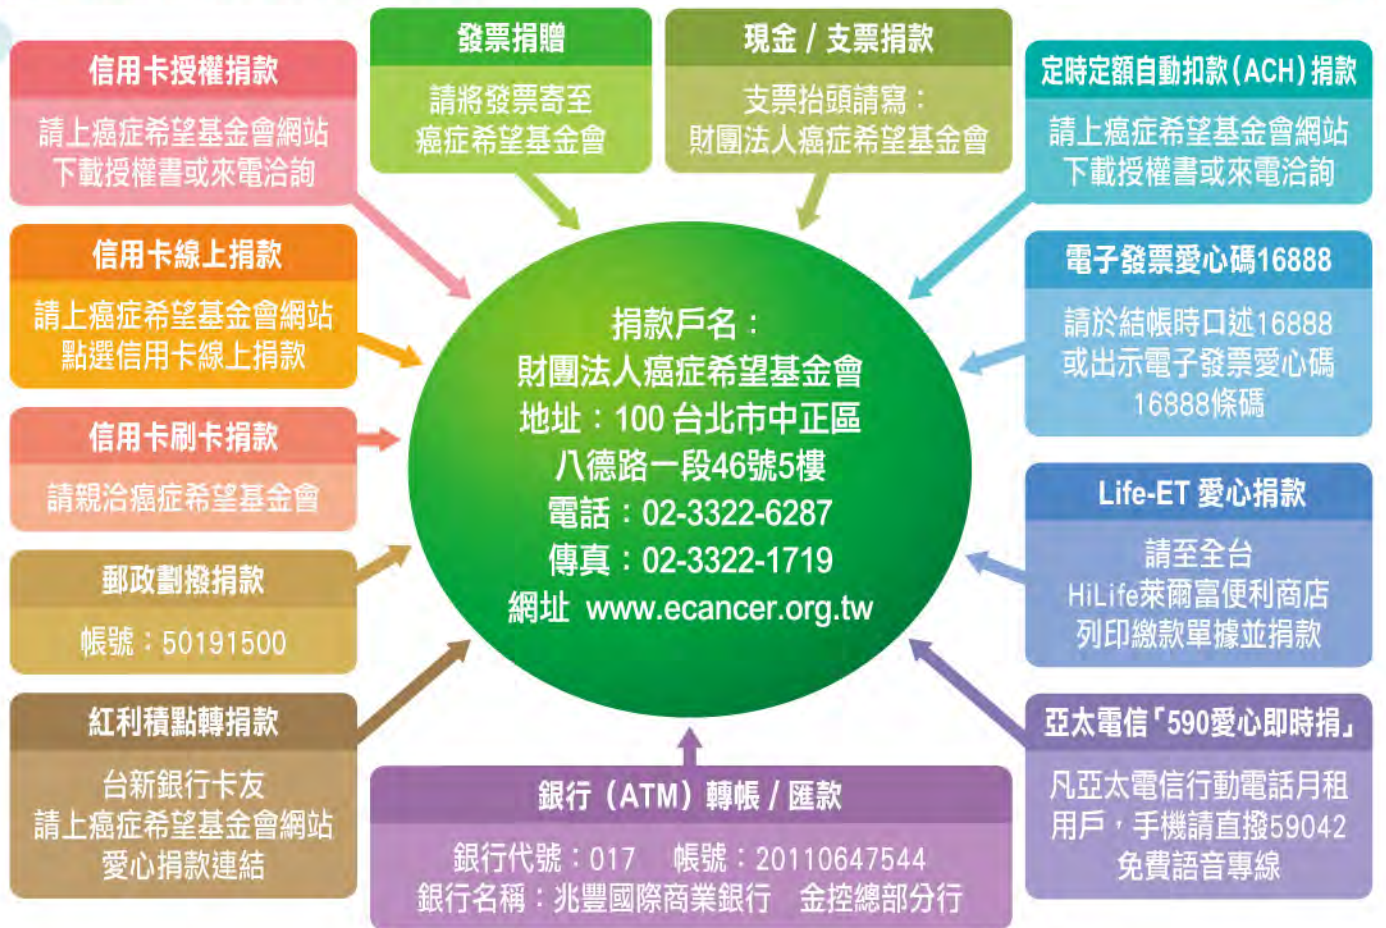 信用卡授權捐款
請上癌症希望基金會網站
下載授權書或來電洽詢
發票捐贈
請將發票寄至
癌症希望基金會
現金 / 支票捐款
支票抬頭請寫：
財團法人癌症希望基金會
定時定額自動扣款(ACH)捐款
請上癌症希望基金會網站
下載授權書或來電洽詢
信用卡線上捐款
請上癌症希望基金會網站
點選信用卡線上捐款
電子發票愛心碼16888
請於結帳時口述16888
或出示電子發票愛心碼
16888條碼
捐款戶名：
財團法人癌症希望基金會
地址：100 台北市中正區
八德路一段46號5樓
電話：02-3322-6287
傳真：02-3322-1719
網址 www.ecancer.org.tw
信用卡刷卡捐款
請親洽癌症希望基金會
Life-ET 愛心捐款
請至全台
HiLife萊爾富便利商店
列印繳款單據並捐款
郵政劃撥捐款
帳號：50191500
紅利積點轉捐款
台新銀行卡友
請上癌症希望基金會網站
愛心捐款連結
銀行（ATM）轉帳 / 匯款
銀行代號：017 帳號：20110647544
銀行名稱：兆豐國際商業銀行 金控總部分行
亞太電信「590愛心即時捐」
凡亞太電信行動電話月租
用戶，手機請直撥59042
免費語音專線